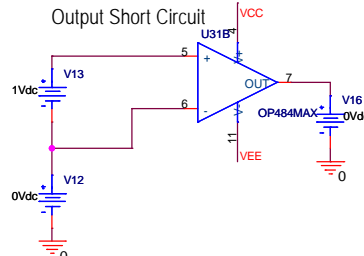 Output Short Circuit
VCC
U31B
4
V+
5
+
V13
1Vdc
OUT
7
6
-
V-
OP484MAX
V16
0Vdc
11
VEE
V12
0Vdc
0
0